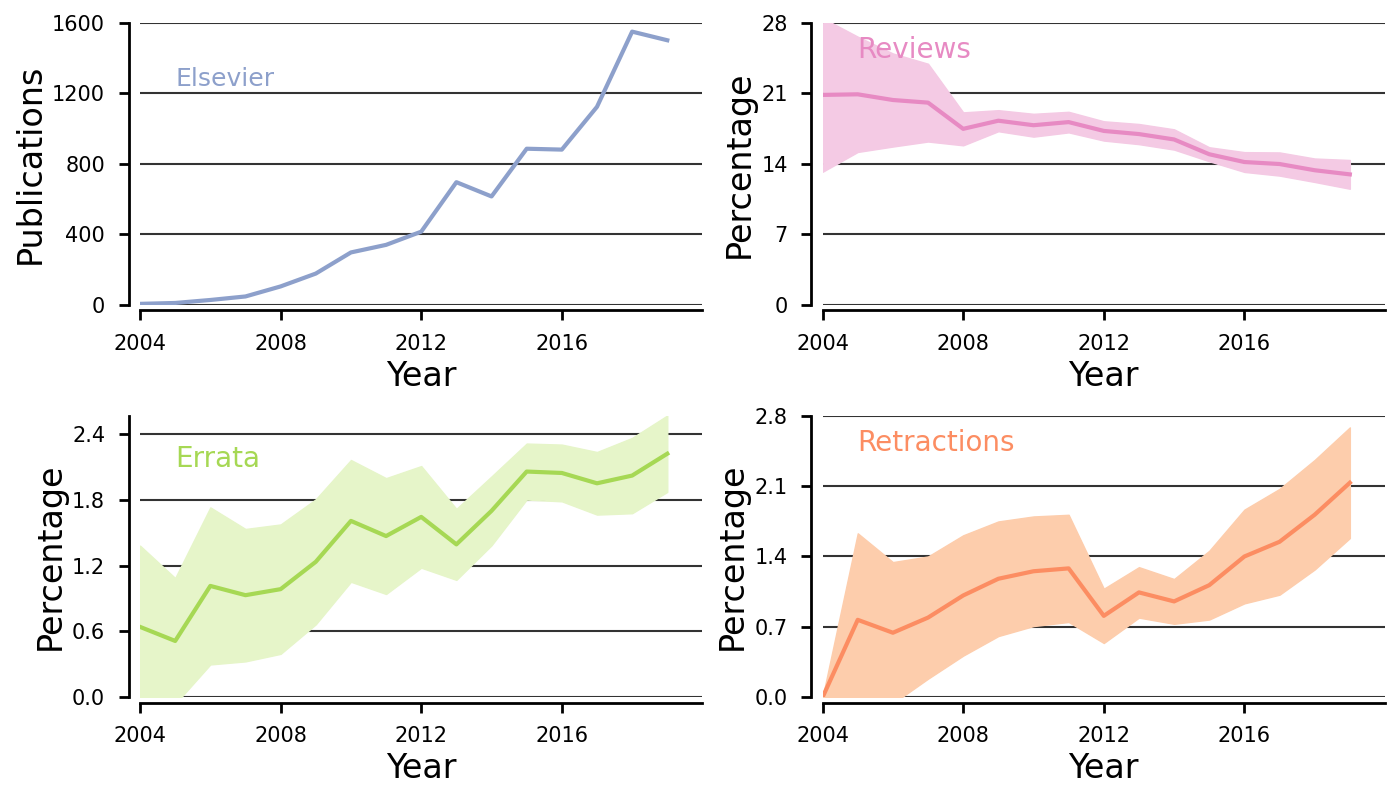 1600
1200
800
400
0
Publications
Elsevier
2004 2008 2012 2016
Year
28
21
14
7
0
Percentage
Reviews
2004 2008 2012 2016
Year
2.4
1.8
1.2
0.6
0.0
Percentage
Errata
2004 2008 2012 2016
Year
2.8
2.1
1.4
0.7
0.0
Percentage
Retractions
2004 2008 2012 2016
Year